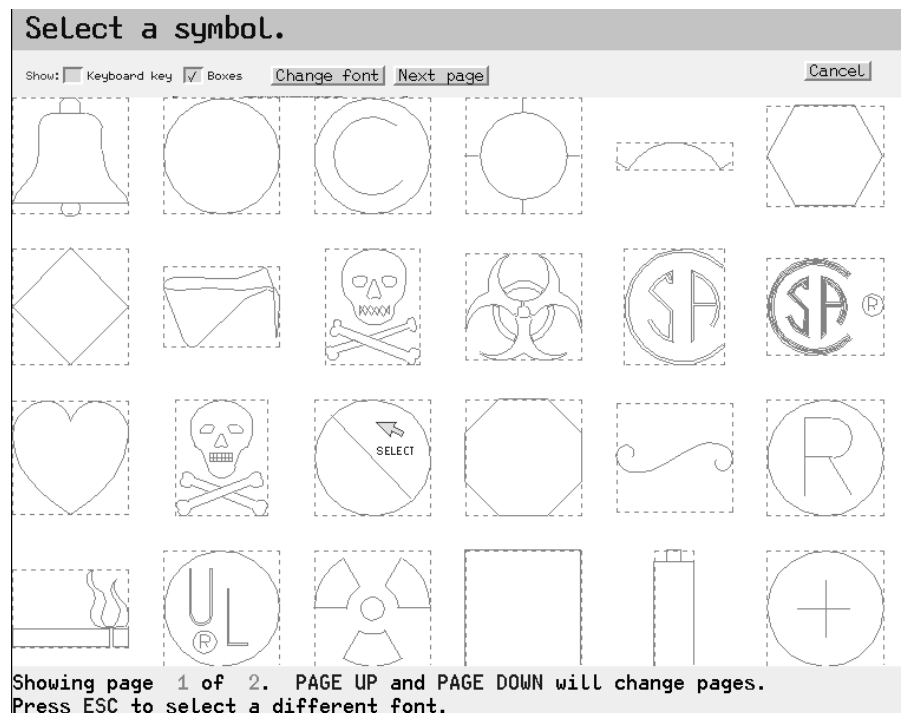 Select a symbol.
Show: Keyboard key Boxes Change font Next page Cancel
C
SA
SA R
SELECT
R
UL R
Showing page 1 of 2. PAGE UP and PAGE DOWN will change pages.
Press ESC to select a different font.